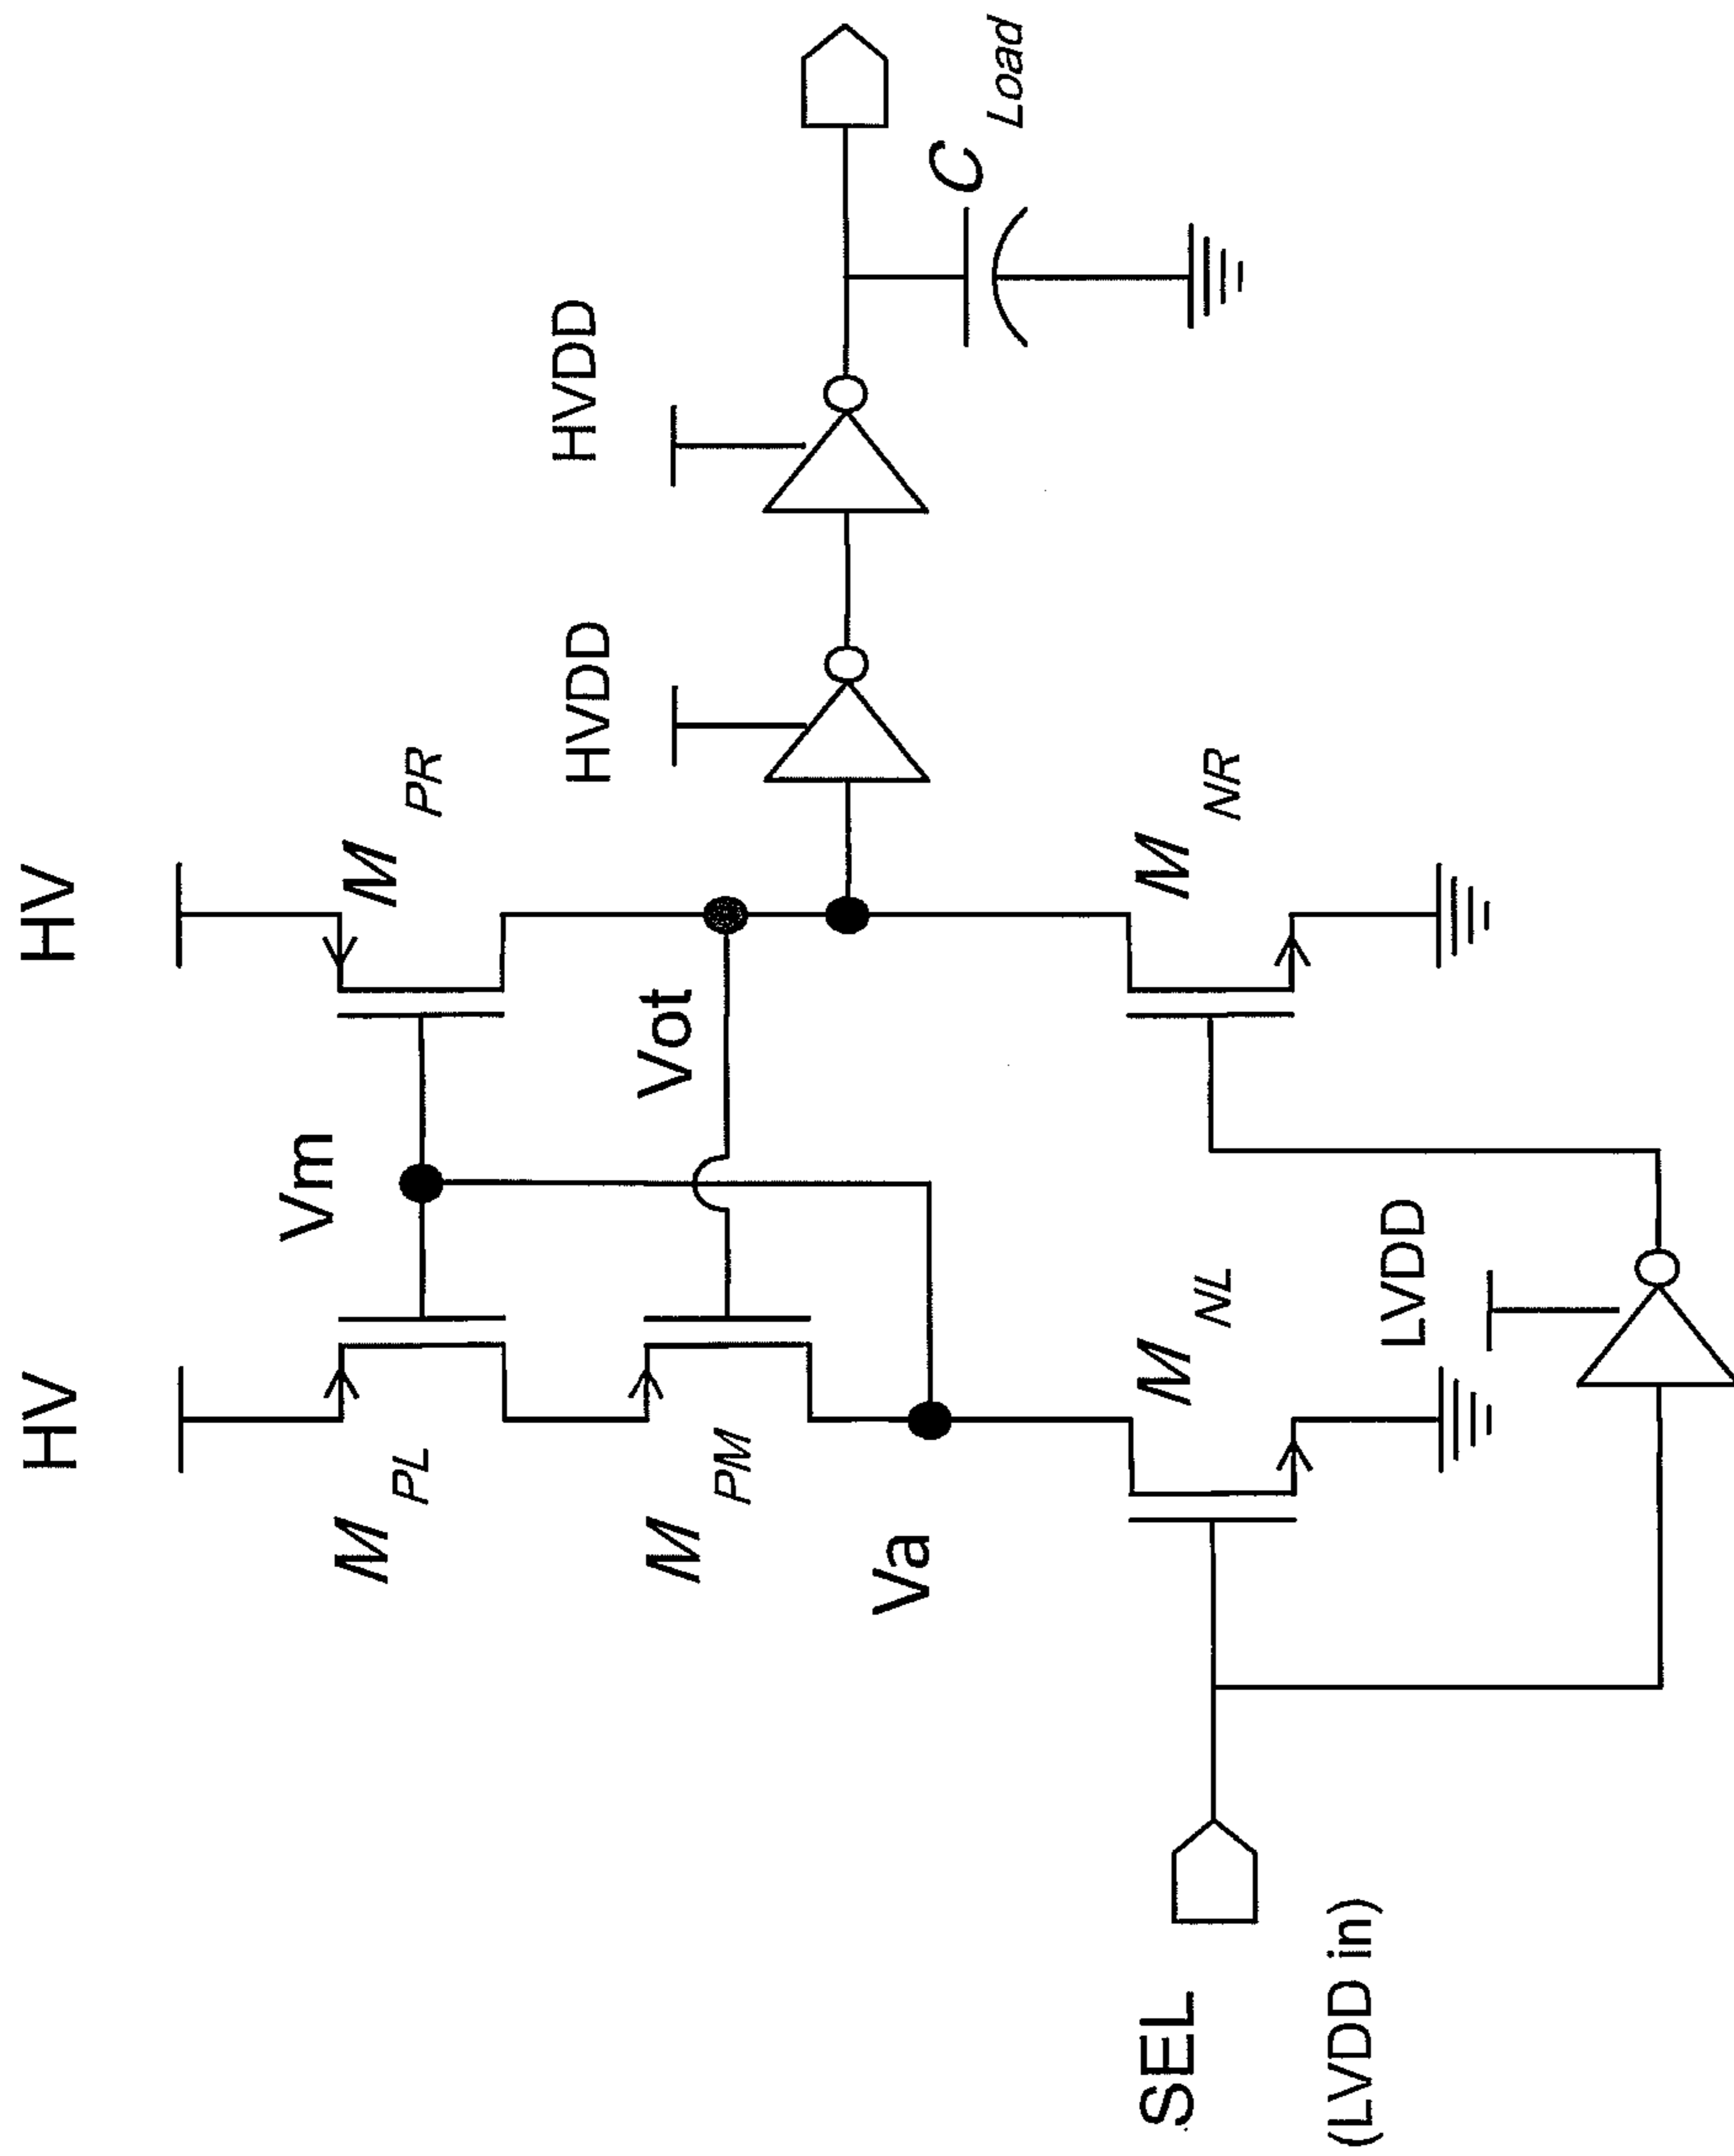 HV
HV
M PL
Vm
M PR
M PM
Vot
HVDD
HVDD
Va
M NL
M NR
C Load
SEL
(LVDD in)
LVDD